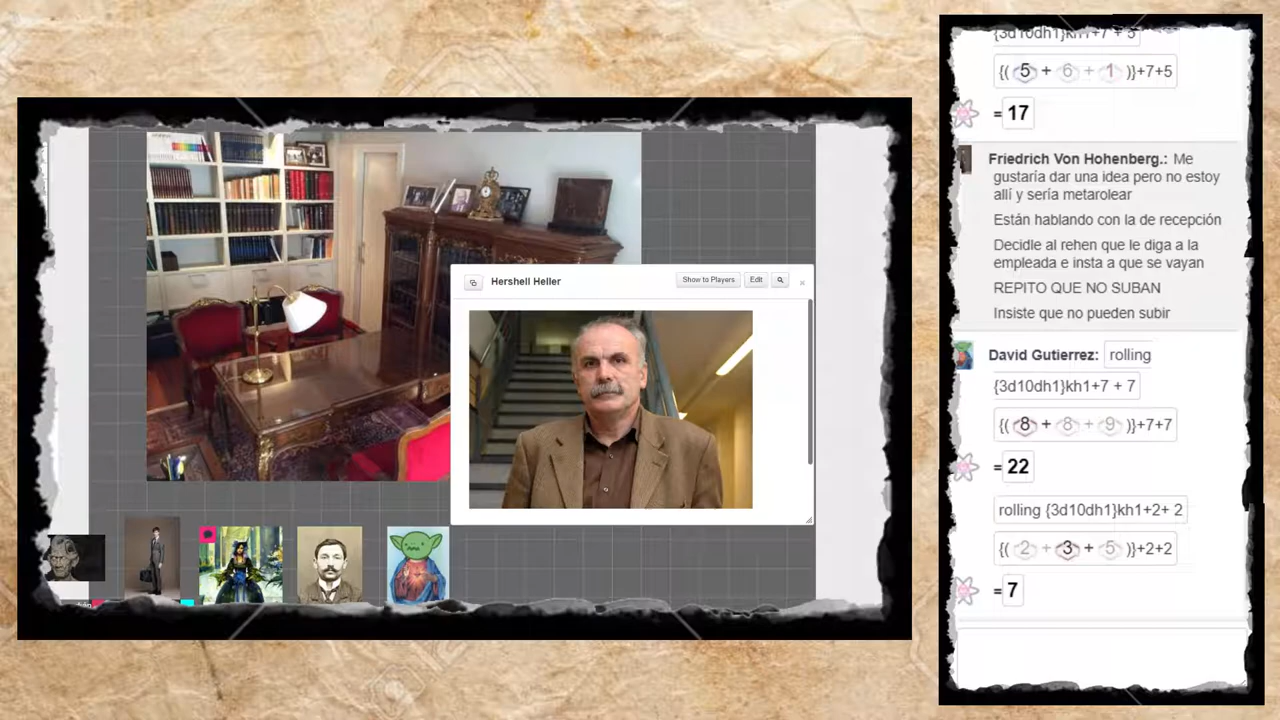 Hershell Heller
Show to Players
Edit
{3d10dh1}kh1+7 + 5
{( 5 + 6 + 1 )}+7+5
= 17
Friedrich Von Hohenberg.: Me
gustaría dar una idea pero no estoy
allí y sería metarolear
Están hablando con la de recepción
Decidle al rehen que le diga a la
empleada e insta a que se vayan
REPITO QUE NO SUBAN
Insiste que no pueden subir
David Gutierrez: rolling
{3d10dh1}kh1+7 + 7
{( 8 + 8 + 9 )}+7+7
= 22
rolling {3d10dh1}kh1+2+ 2
{( 2 + 3 + 5 )}+2+2
= 7